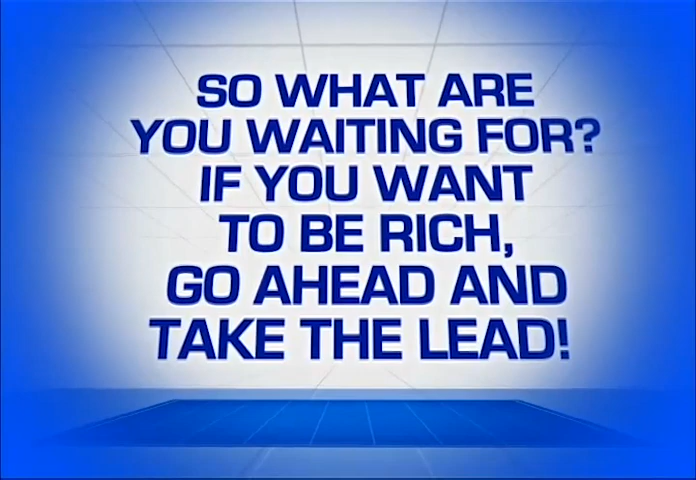 SO WHAT ARE
YOU WAITING FOR?
IF YOU WANT
TO BE RICH,
GO AHEAD AND
TAKE THE LEAD!